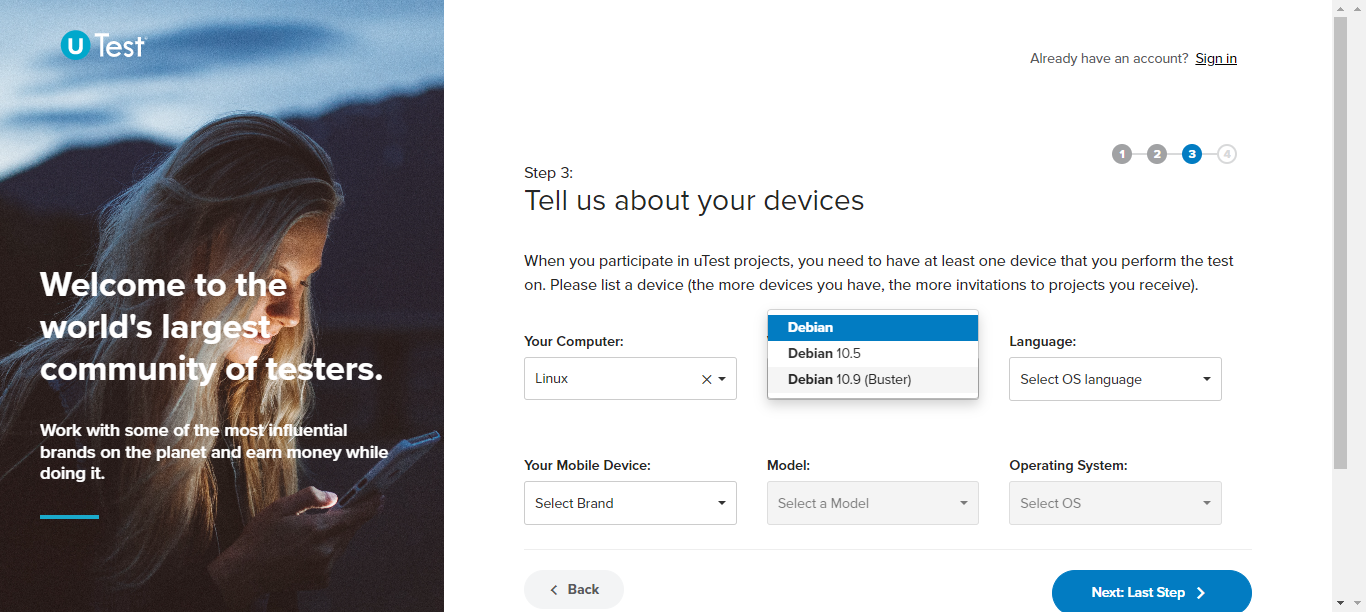 U Test
Already have an account? Sign in
1 2 3 4
Step 3:
Tell us about your devices
When you participate in uTest projects, you need to have at least one device that you perform the test
on. Please list a device (the more devices you have, the more invitations to projects you receive).
Welcome to the
world's largest
community of testers.
Work with some of the most influential
brands on the planet and earn money while
doing it.
Your Computer:
Linux
Debian
Debian 10.5
Debian 10.9 (Buster)
Language:
Select OS language
Your Mobile Device:
Select Brand
Model:
Select a Model
Operating System:
Select OS
Back
Next: Last Step